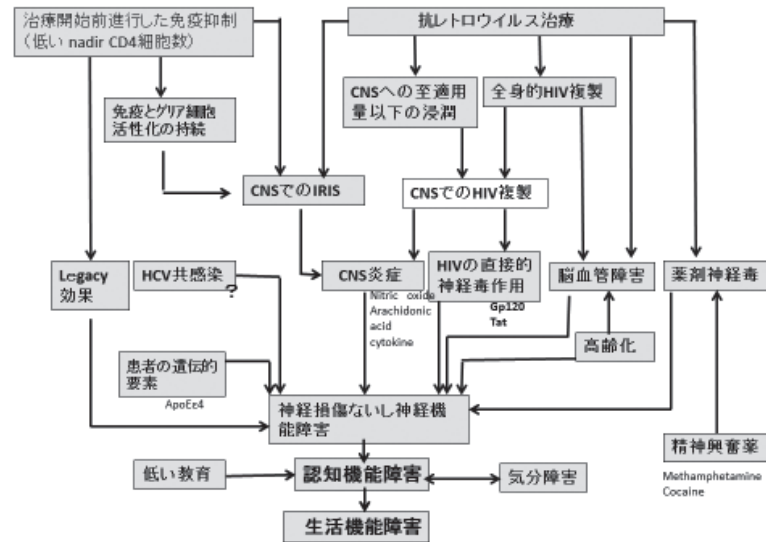 治療開始前進行した免疫抑制
（低い nadir CD4細胞数）
抗レトロウイルス治療
免疫とグリア細胞
活性化の持続
CNSへの至適用
量以下の浸潤
全身的HIV複製
CNSでのIRIS
CNSでのHIV複製
Legacy
効果
HCV共感染
?
CNS炎症
Nitric oxide
Arachidonic
acid
cytokine
HIVの直接的
神経毒作用
Gp120
Tat
脳血管障害
薬剤神経毒
高齢化
患者の遺伝的
要素
ApoEε4
神経損傷ないし神経機
能障害
精神興奮薬
Methamphetamine
Cocaine
低い教育
認知機能障害
気分障害
生活機能障害